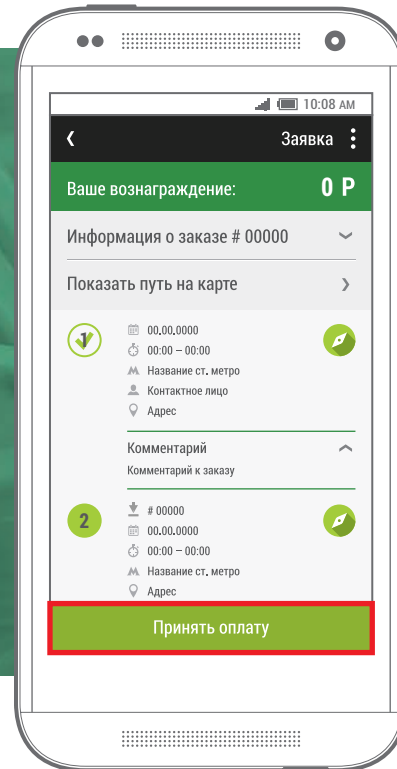 10:08 AM
Заявка
Ваше вознаграждение: 0 Р
Информация о заказе # 00000
Показать путь на карте
1
00.00.0000
00:00 – 00:00
Название ст. метро
Контактное лицо
Адрес
Комментарий
Комментарий к заказу
2
# 00000
00.00.0000
00:00 – 00:00
Название ст. метро
Адрес
Принять оплату